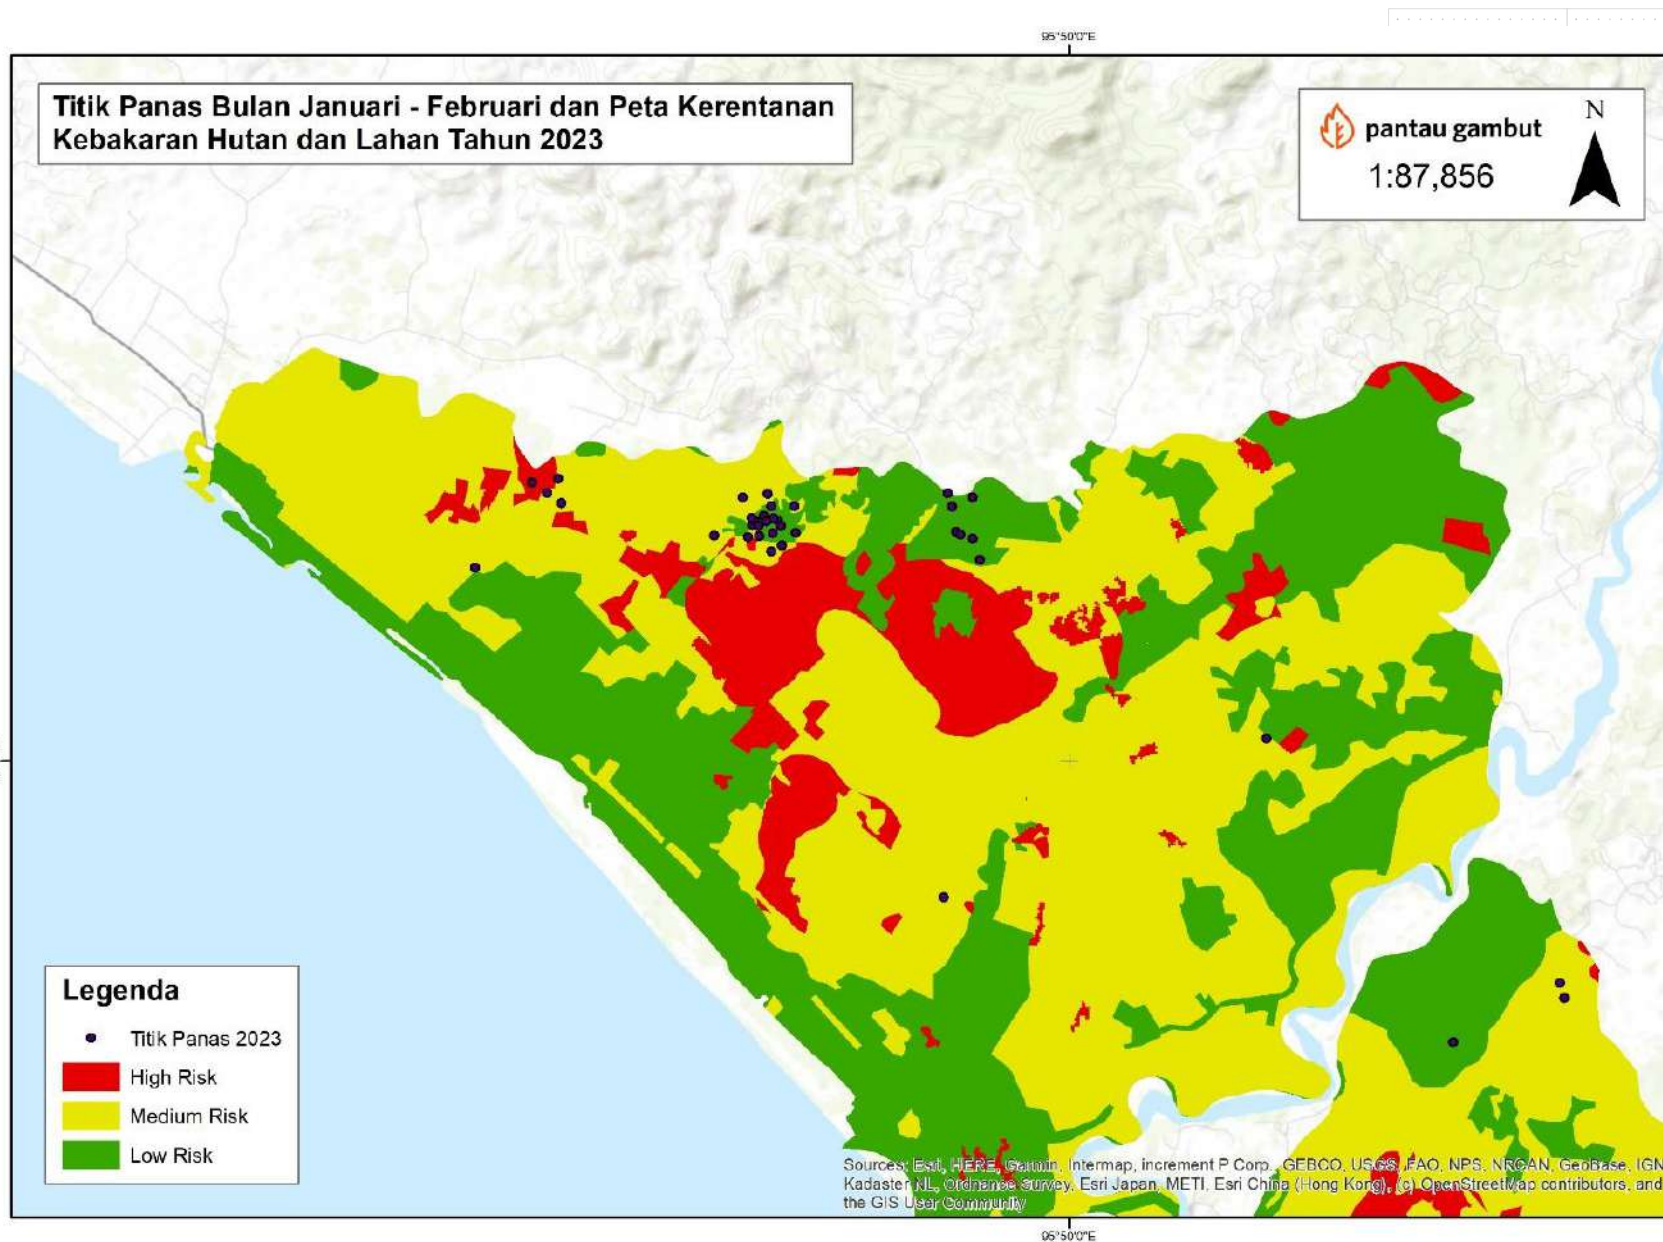 95°50'0"E
Titik Panas Bulan Januari - Februari dan Peta Kerentanan
Kebakaran Hutan dan Lahan Tahun 2023
pantau gambut
N
1:87,856
Legenda
Titik Panas 2023
High Risk
Medium Risk
Low Risk
Sources: Esri, HERE, Garmin, Intermap, increment P Corp., GEBCO, USGS, FAO, NPS, NRCAN, GeoBase, IGN
Kadaster NL, Ordnance Survey, Esri Japan, METI, Esri China (Hong Kong), (c) OpenStreetMap contributors, and
the GIS User Community
95°50'0"E